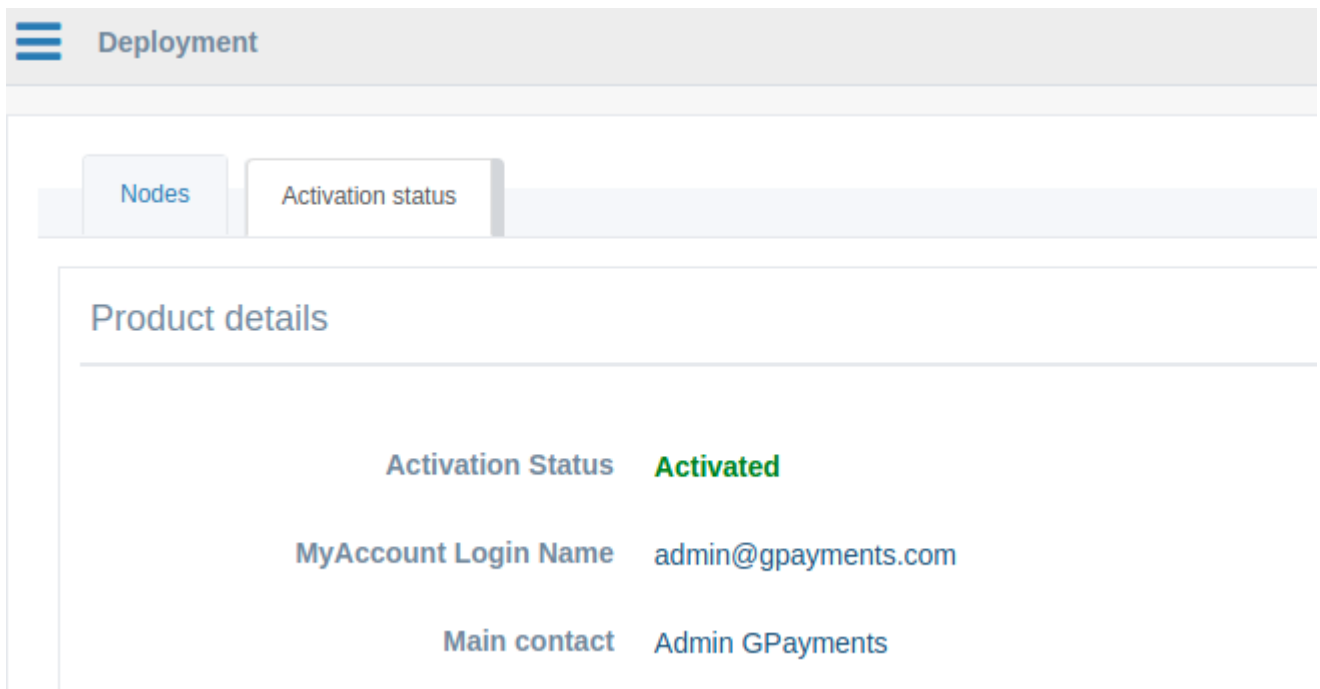 Deployment
Nodes
Activation status
Product details
Activation Status Activated
MyAccount Login Name admin@gpayments.com
Main contact Admin GPayments